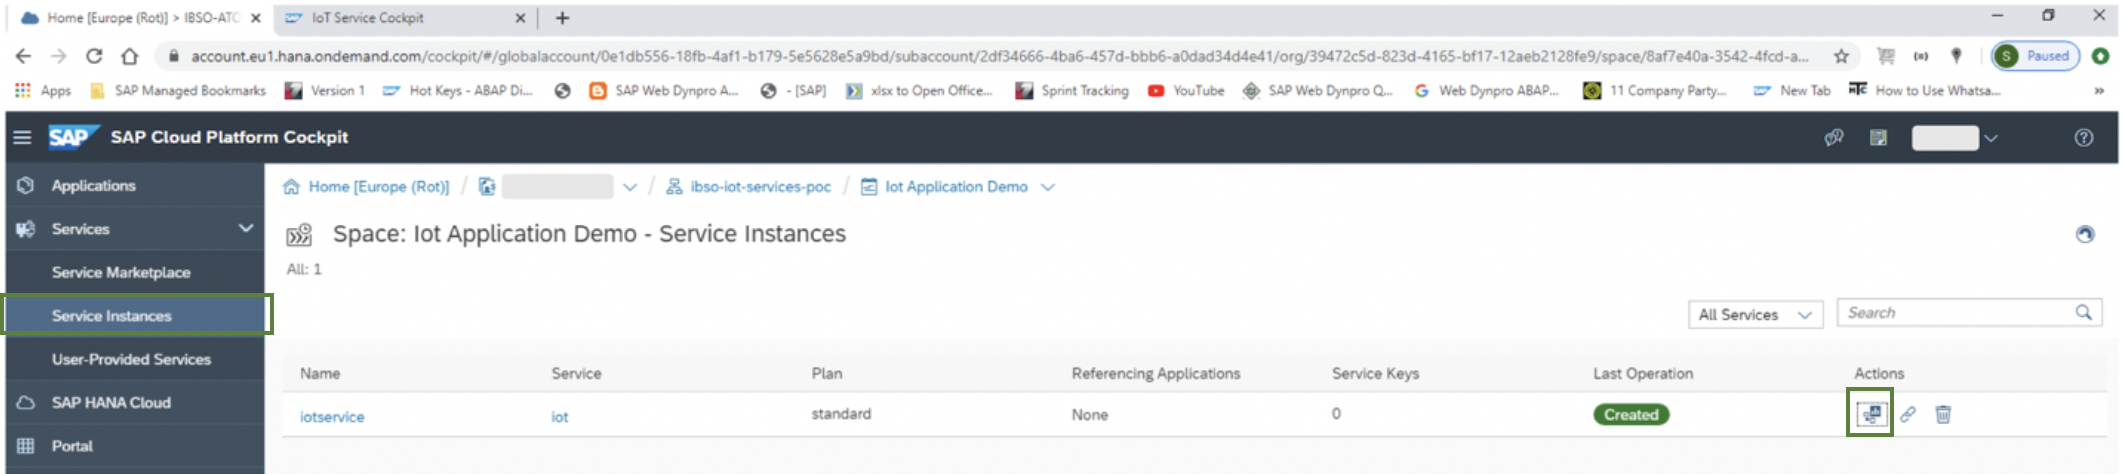 Home [Europe (Rot)] > IBSO-ATC
IoT Service Cockpit
account.eu1.hana.ondemand.com/cockpit/#/globalaccount/0e1db556-18fb-4af1-b179-5e5628e5a9bd/subaccount/2df34666-4ba6-457d-bbb6-a0dad34d4e41/org/39472c5d-823d-4165-bf17-12aeb2128fe9/space/8af7e40a-3542-4fcd-a...
S Paused
Apps SAP Managed Bookmarks Version 1 Hot Keys - ABAP Di... SAP Web Dynpro A... - [SAP] xlsx to Open Office... Sprint Tracking YouTube SAP Web Dynpro Q... Web Dynpro ABAP... 11 Company Party... New Tab How to Use Whatsa... »
SAP SAP Cloud Platform Cockpit
Applications
Home [Europe (Rot)] / / ibso-iot-services-poc / Iot Application Demo
Services
Space: Iot Application Demo - Service Instances
All: 1
Service Marketplace
Service Instances
All Services
Search
User-Provided Services
Name Service Plan Referencing Applications Service Keys Last Operation Actions
SAP HANA Cloud
iotservice iot standard None 0 Created
Portal